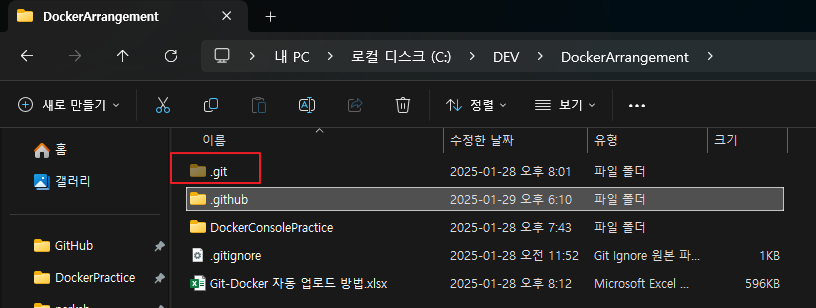 DockerArrangement
내 PC > 로컬 디스크 (C:) > DEV > DockerArrangement >
새로 만들기 정렬 보기 ...
이름 수정한 날짜 유형 크기
홈
갤러리
GitHub
DockerPractice
.git 2025-01-28 오후 8:01 파일 폴더
.github 2025-01-29 오후 6:10 파일 폴더
DockerConsolePractice 2025-01-28 오후 7:43 파일 폴더
.gitignore 2025-01-28 오전 11:52 Git Ignore 원본 파... 1KB
Git-Docker 자동 업로드 방법.xlsx 2025-01-28 오후 8:12 Microsoft Excel ... 596KB